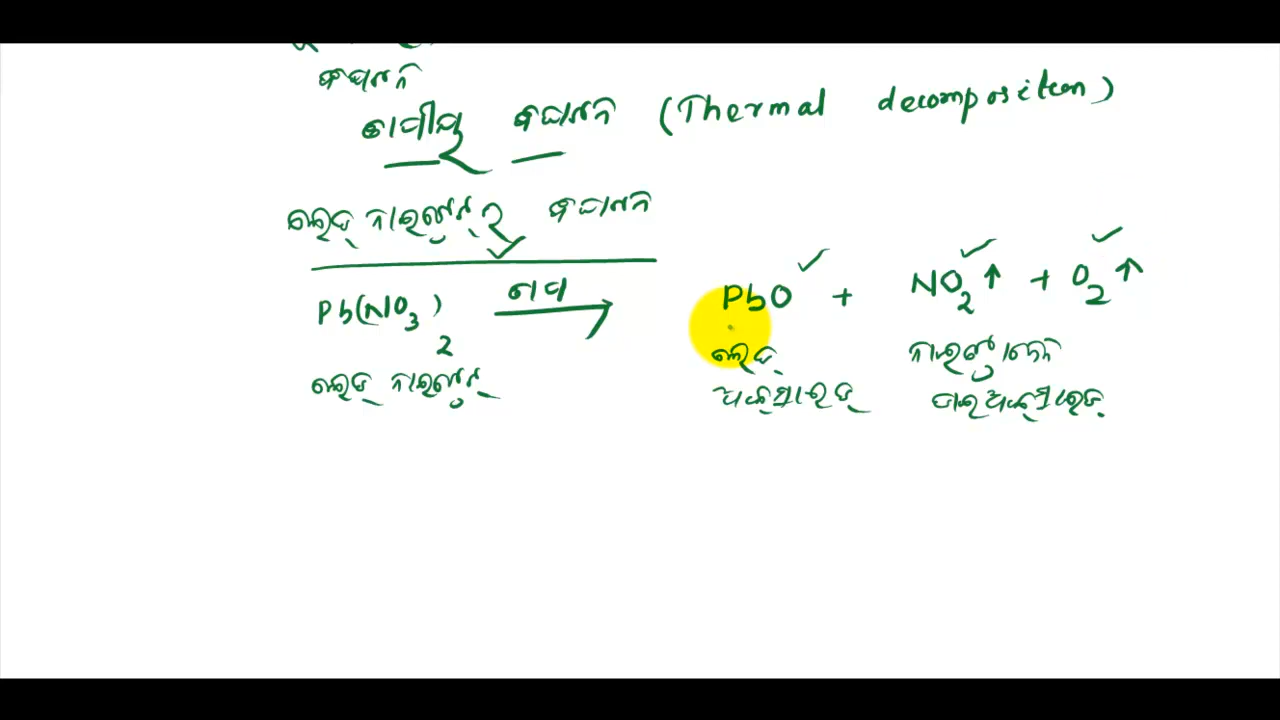 ବିଘଟନ
ତାପୀୟ ବିଘଟନ (Thermal decomposition)
ଲେଡ୍ ନାଇଟ୍ରେଟ୍ ର ବିଘଟନ
Pb(NO₃)₂ ତାପ → PbO + NO₂↑ + O₂↑
ଲେଡ୍ ନାଇଟ୍ରେଟ୍ ଲେଡ୍ ଅକ୍ସାଇଡ୍ ନାଇଟ୍ରୋଜେନ ଡାଇଅକ୍ସାଇଡ୍